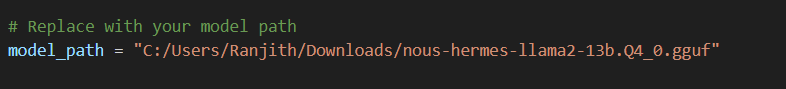 # Replace with your model path
model_path = "C:/Users/Ranjith/Downloads/nous-hermes-llama2-13b.Q4_0.gguf"